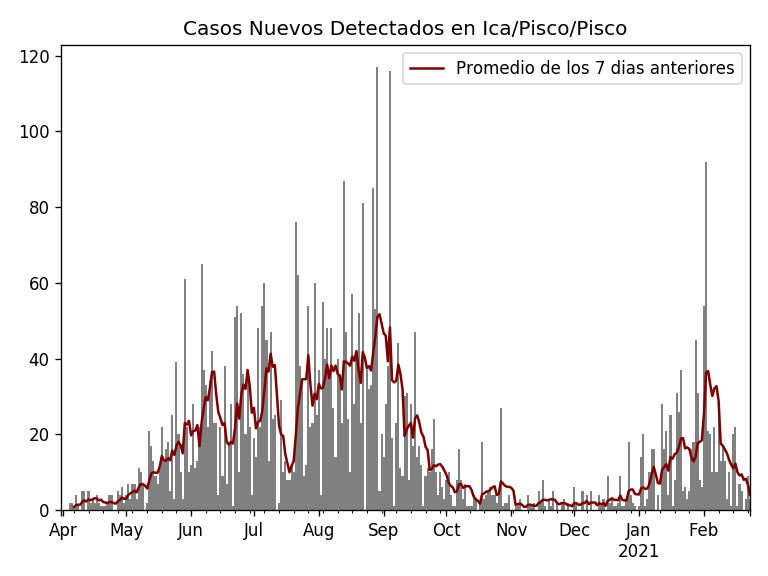 Casos Nuevos Detectados en Ica/Pisco/Pisco
Promedio de los 7 dias anteriores
120
100
80
60
40
20
0
Apr May Jun Jul Aug Sep Oct Nov Dec Jan Feb
2021